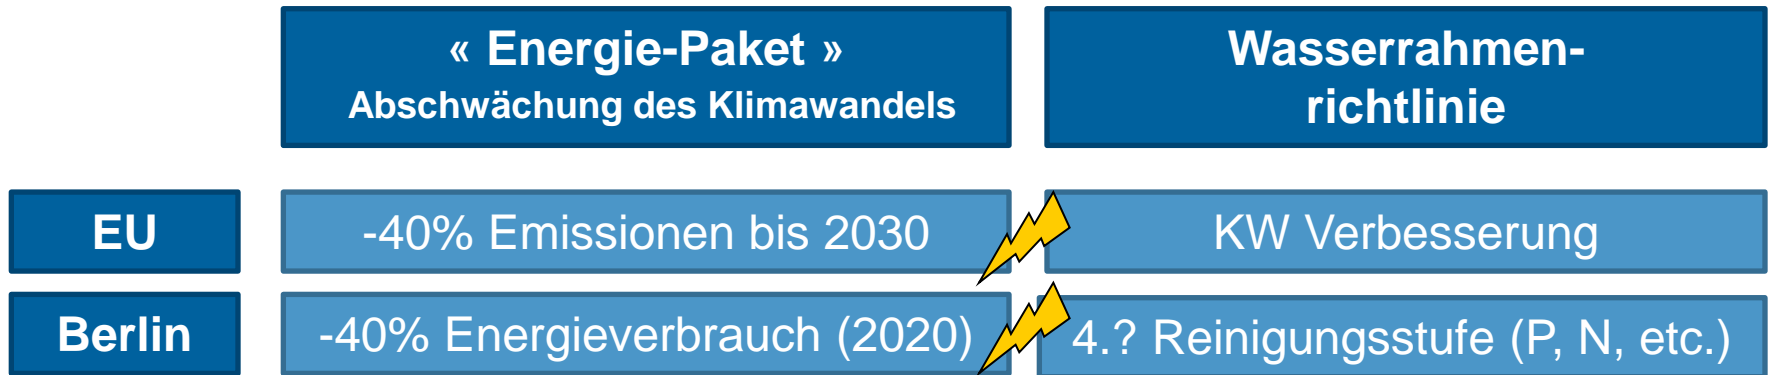 « Energie-Paket »
Abschwächung des Klimawandels
Wasserrahmen-
richtlinie
EU
-40% Emissionen bis 2030
KW Verbesserung
Berlin
-40% Energieverbrauch (2020)
4.? Reinigungsstufe (P, N, etc.)